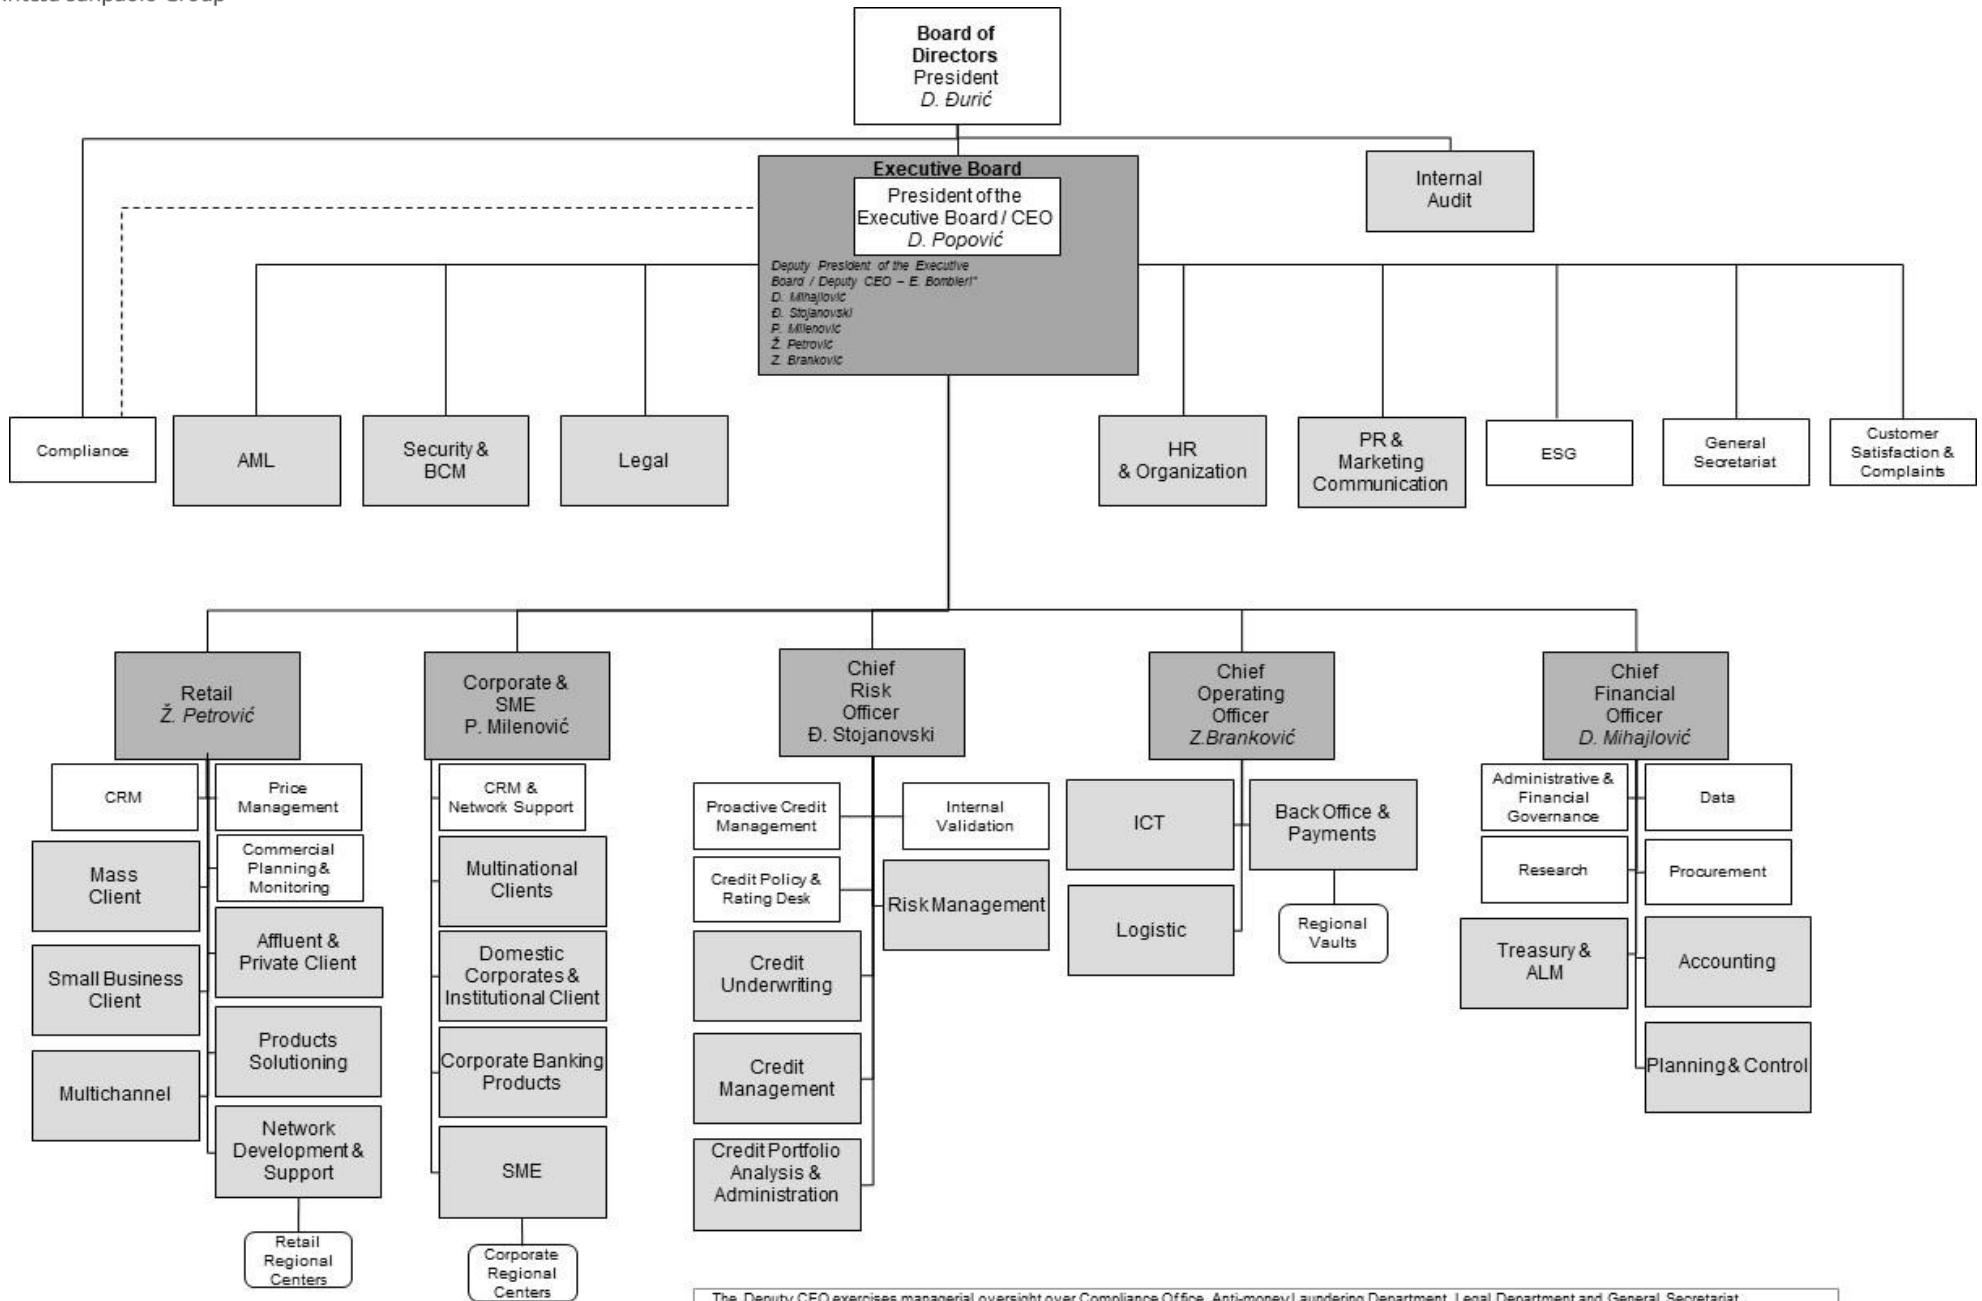 Group
Board of
Directors
President
D. Đurić
Executive Board
President of the
Executive Board / CEO
D. Popović
Deputy President of the Executive
Board / Deputy CEO – E. Bombieri*
D. Mihajlović
Đ. Stojanovski
P. Milenović
Ž. Petrović
Z. Branković
Internal
Audit
Compliance
AML
Security &
BCM
Legal
HR
& Organization
PR &
Marketing
Communication
ESG
General
Secretariat
Customer
Satisfaction &
Complaints
Retail
Ž. Petrović
CRM
Price
Management
Commercial
Planning &
Monitoring
Mass
Client
Affluent &
Private Client
Small Business
Client
Products
Solutioning
Multichannel
Network
Development &
Support
Retail
Regional
Centers
Corporate &
SME
P. Milenović
CRM &
Network Support
Multinational
Clients
Domestic
Corporates &
Institutional Client
Corporate Banking
Products
SME
Corporate
Regional
Centers
Chief
Risk
Officer
Đ. Stojanovski
Proactive Credit
Management
Internal
Validation
Credit Policy &
Rating Desk
Risk Management
Credit
Underwriting
Credit
Management
Credit Portfolio
Analysis &
Administration
Chief
Operating
Officer
Z.Branković
ICT
Back Office &
Payments
Logistic
Regional
Vaults
Chief
Financial
Officer
D. Mihajlović
Administrative &
Financial
Governance
Data
Research
Procurement
Treasury &
ALM
Accounting
Planning & Control
The Deputy CEO exercises managerial oversight over Compliance Office, Anti-money Laundering Department, Legal Department and General Secretariat